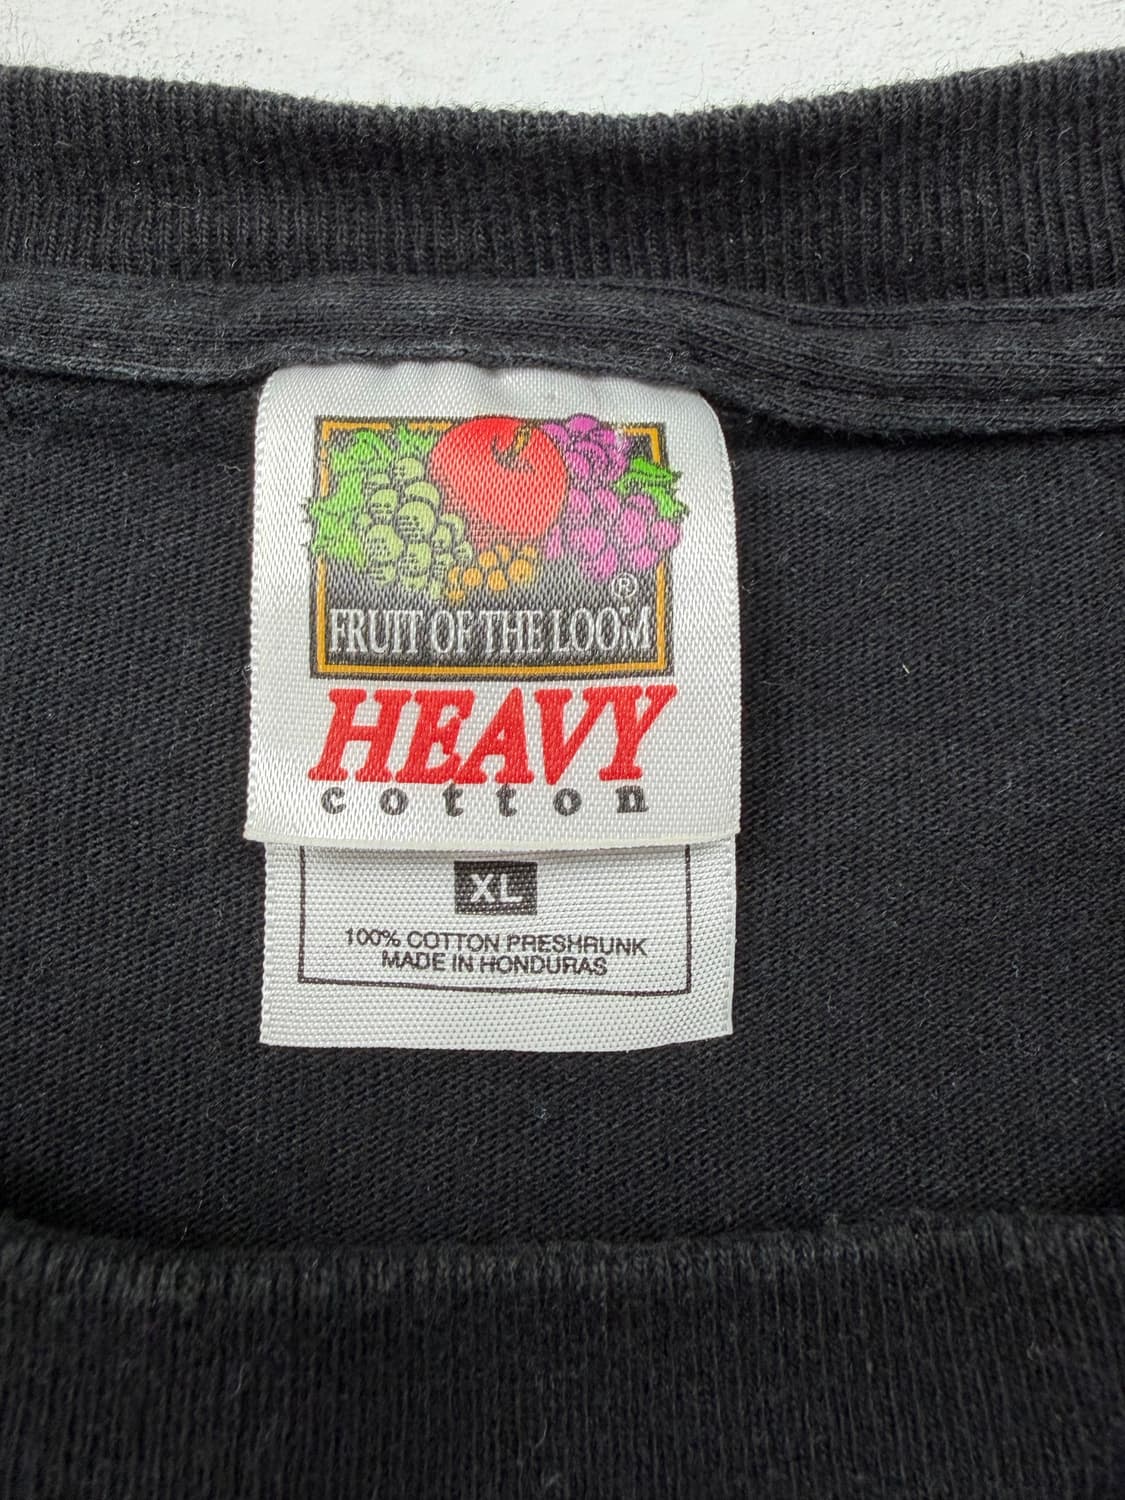 ®
FRUIT OF THE LOOM
HEAVY
cotton
XL
100% COTTON PRESHRUNK
MADE IN HONDURAS